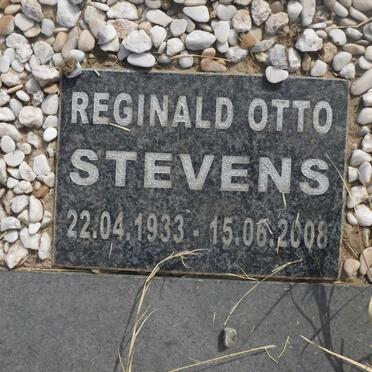 REGINALD OTTO
STEVENS
22.04.1933 - 15.06.2008